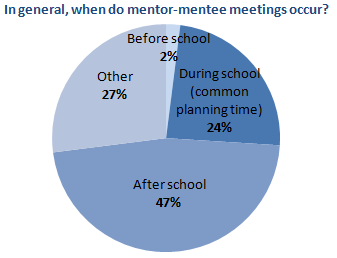 In general, when do mentor-mentee meetings occur?
Before school
2%
During school
(common
planning time)
24%
Other
27%
After school
47%